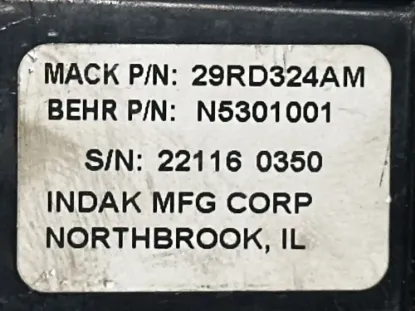 MACK P/N: 29RD324AM
BEHR P/N: N5301001
S/N: 22116 0350
INDAK MFG CORP
NORTHBROOK, IL